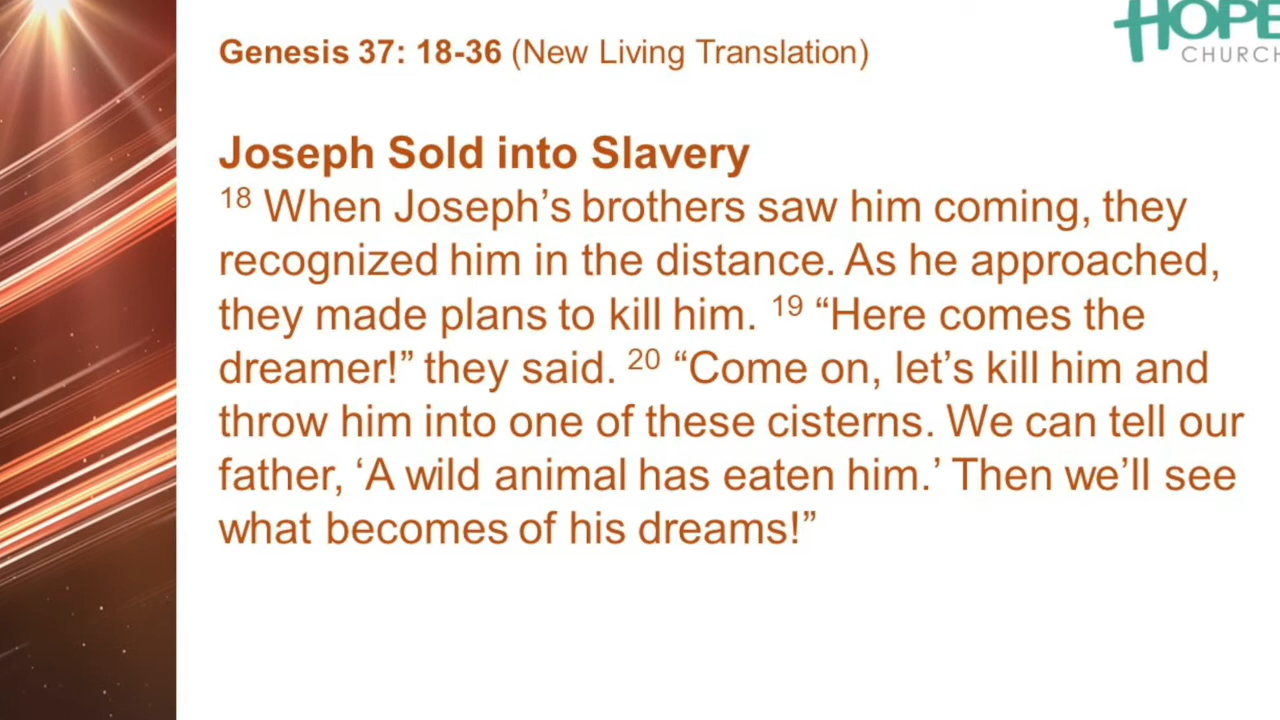 HOPE
CHURCH
Genesis 37: 18-36 (New Living Translation)
Joseph Sold into Slavery
18 When Joseph’s brothers saw him coming, they
recognized him in the distance. As he approached,
they made plans to kill him. 19 “Here comes the
dreamer!” they said. 20 “Come on, let’s kill him and
throw him into one of these cisterns. We can tell our
father, ‘A wild animal has eaten him.’ Then we’ll see
what becomes of his dreams!”